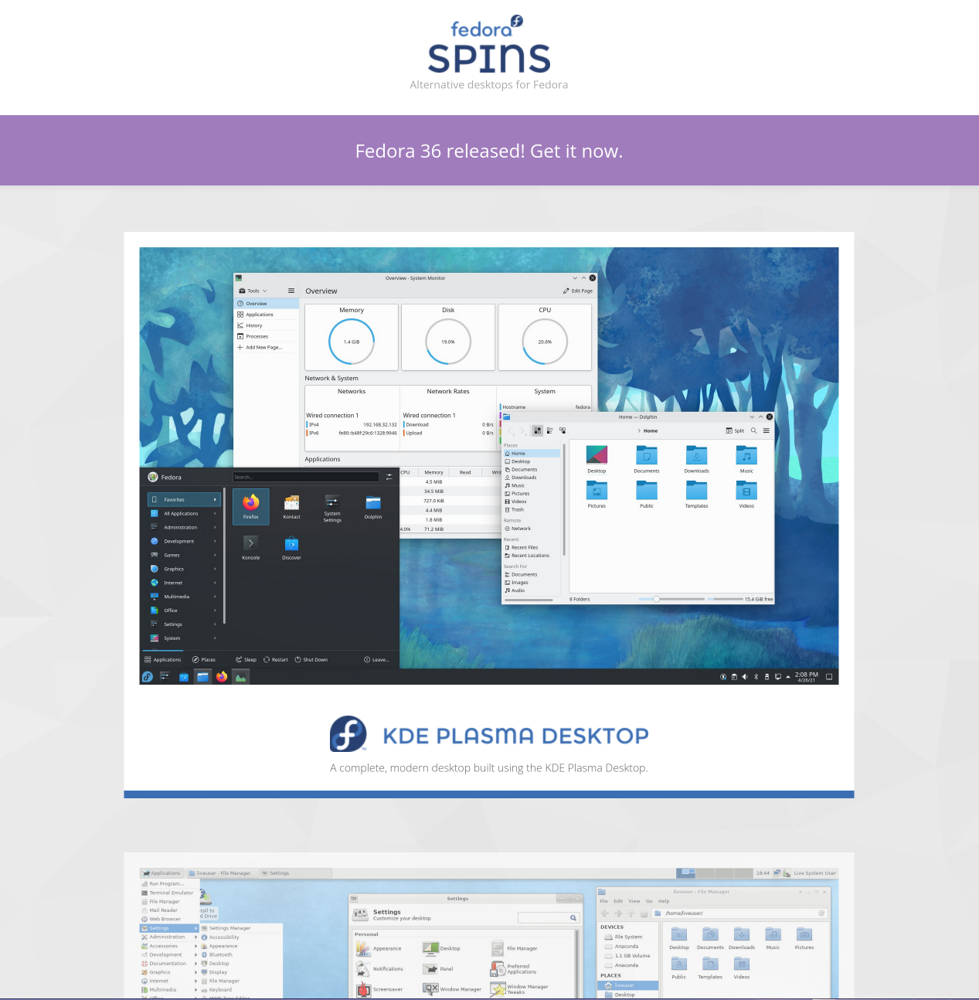 fedora
SPINS
Alternative desktops for Fedora
Fedora 36 released! Get it now.
Overview - System Monitor
Tools
Overview
Edit Page
Overview
Applications
History
Processes
Add New Page...
Memory
Disk
CPU
1.4 GiB
19.0%
20.6%
Network & System
Networks
Network Rates
System
Wired connection 1
Wired connection 1
Hostname
fedora
IPv4
192.168.32.132
Download
0 B/s
IPv6
fe80::b48f:29c6:1328:9946
Upload
0 B/s
Applications
CPU
Memory
Read
4.5 MiB
34.5 MiB
727.0 KiB
4.4 MiB
1.8 MiB
4.0%
71.2 MiB
Home — Dolphin
Home
Split
Places
Home
Desktop
Documents
Downloads
Music
Pictures
Videos
Trash
Remote
Network
Recent
Recent Files
Recent Locations
Search For
Documents
Images
Audio
Desktop
Documents
Downloads
Music
Pictures
Public
Templates
Videos
8 Folders
15.4 GiB free
Fedora
Search...
Favorites
All Applications
Administration
Development
Games
Graphics
Internet
Multimedia
Office
Settings
System
Firefox
Kontact
System
Settings
Dolphin
Konsole
Discover
Applications
Places
Sleep
Restart
Shut Down
Leave...
2:08 PM
4/26/21
KDE PLASMA DESKTOP
A complete, modern desktop built using the KDE Plasma Desktop.
Applications
liveuser - File Manager
Settings
18:44
Live System User
Run Program...
Terminal Emulator
File Manager
Mail Reader
Web Browser
Settings
Administration
Accessories
Development
Documentation
Graphics
Internet
Multimedia
Settings Manager
Accessibility
Appearance
Bluetooth
Desktop
Display
File Manager
Keyboard
Settings
Settings
Customize your desktop
Personal
Appearance
Desktop
File Manager
Notifications
Panel
Preferred
Applications
Screensaver
Window Manager
Window Manager
Tweaks
liveuser - File Manager
File Edit View Go Help
/home/liveuser/
DEVICES
File System
Anaconda
1.1 GB Volume
Anaconda
PLACES
liveuser
Desktop
Desktop
Documents
Downloads
Music
Pictures
Public
Templates
Videos